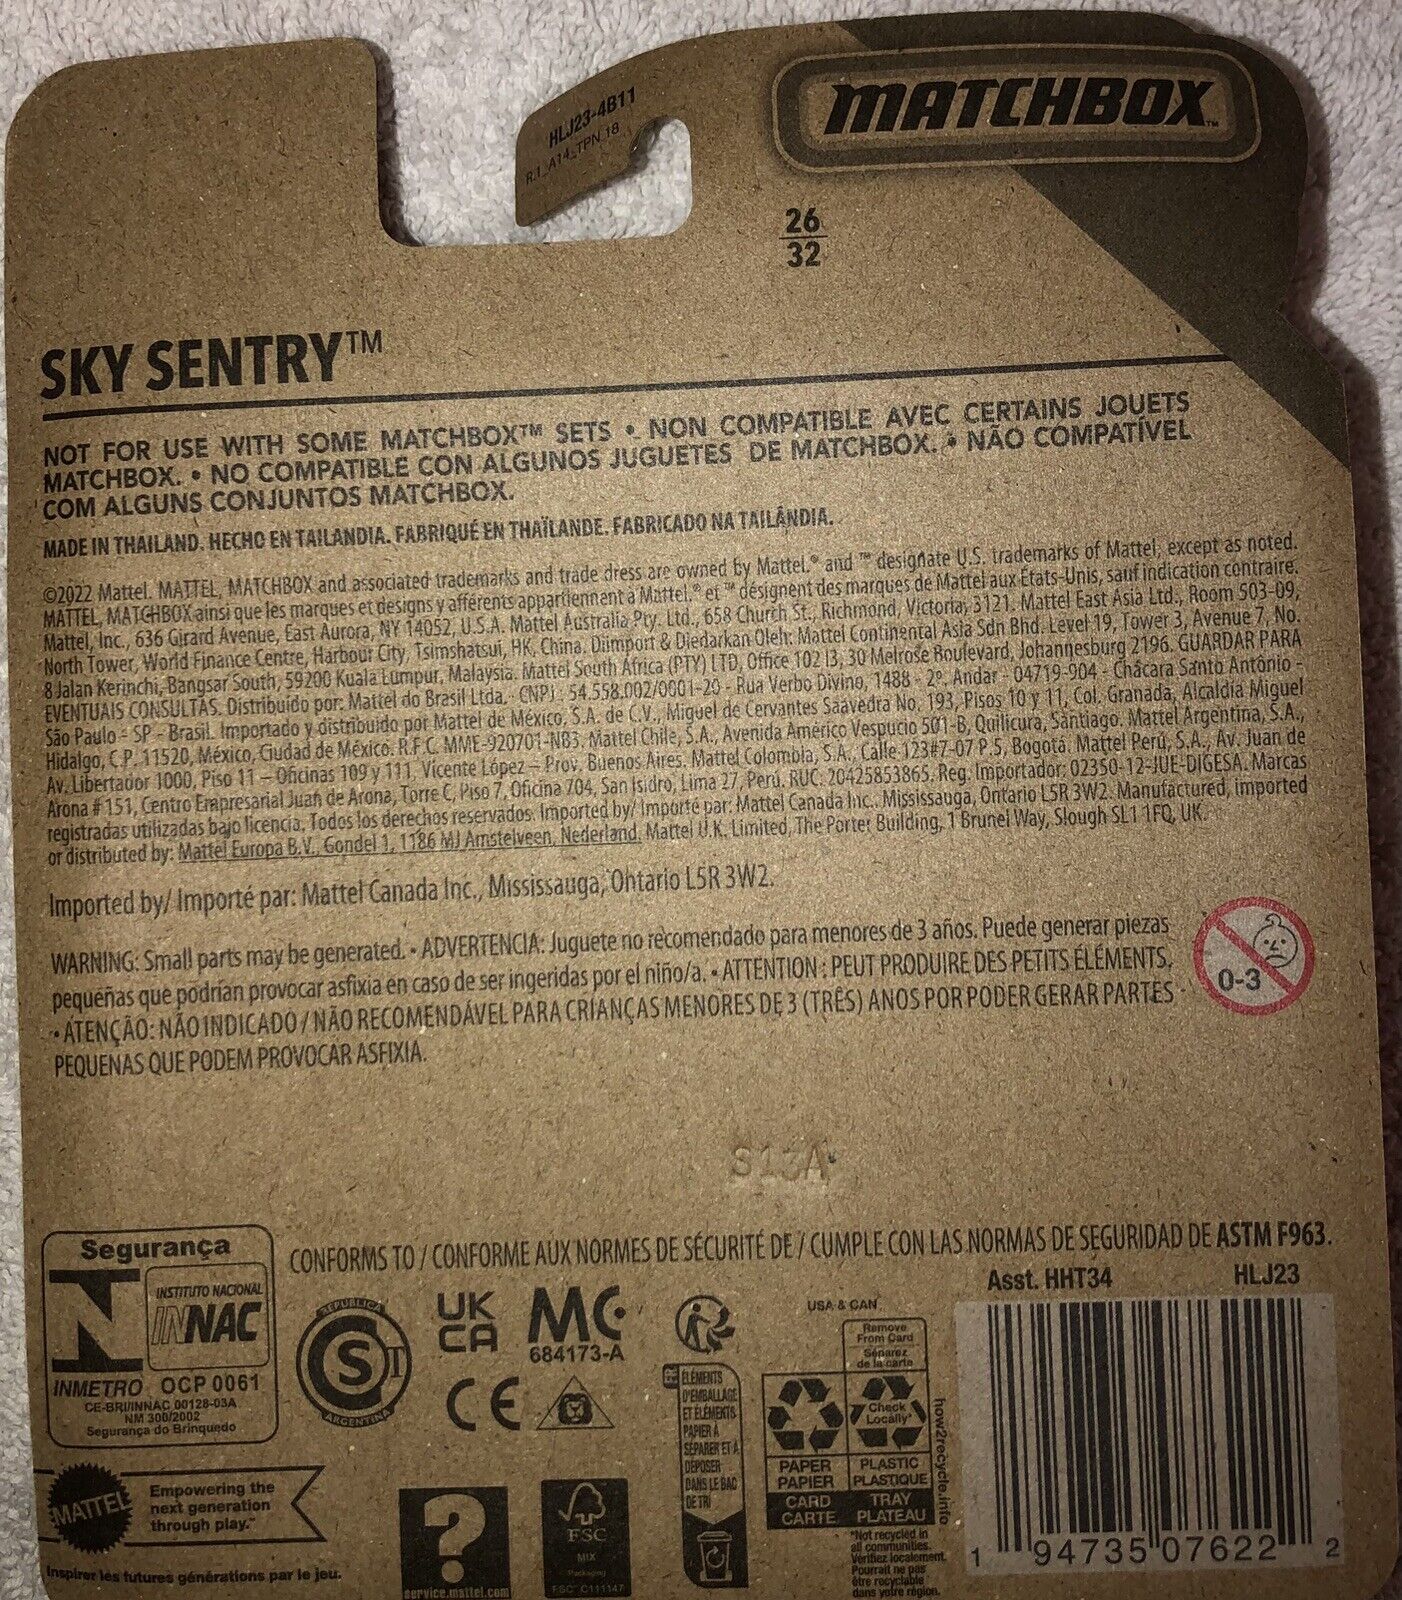 MATCHBOX™
HLJ23-4B11
R.1_A14_TPN 18
26
32
SKY SENTRY™
NOT FOR USE WITH SOME MATCHBOX™ SETS • NON COMPATIBLE AVEC CERTAINS JOUETS
MATCHBOX. • NO COMPATIBLE CON ALGUNOS JUGUETES DE MATCHBOX. • NÃO COMPATÍVEL
COM ALGUNS CONJUNTOS MATCHBOX.
MADE IN THAILAND. HECHO EN TAILANDIA. FABRIQUÉ EN THAÏLANDE. FABRICADO NA TAILÂNDIA.
©2022 Mattel. MATTEL, MATCHBOX and associated trademarks and trade dress are owned by Mattel.® and ™ designate U.S. trademarks of Mattel, except as noted.
MATTEL, MATCHBOX ainsi que les marques et designs y afférents appartiennent à Mattel.® et ™ désignent des marques de Mattel aux États-Unis, sauf indication contraire.
Mattel, Inc., 636 Girard Avenue, East Aurora, NY 14052, U.S.A. Mattel Australia Pty. Ltd., 658 Church St., Richmond, Victoria, 3121. Mattel East Asia Ltd., Room 503-09,
North Tower, World Finance Centre, Harbour City, Tsimshatsui, HK, China. Diimport & Diedarkan Oleh: Mattel Continental Asia Sdn Bhd. Level 19, Tower 3, Avenue 7, No.
8 Jalan Kerinchi, Bangsar South, 59200 Kuala Lumpur, Malaysia. Mattel South Africa (PTY) LTD, Office 102 I3, 30 Melrose Boulevard, Johannesburg 2196. GUARDAR PARA
EVENTUAIS CONSULTAS. Distribuido por: Mattel do Brasil Ltda. CNPJ : 54.558.002/0001-20 - Rua Verbo Divino, 1488 - 2º. Andar - 04719-904 - Chácara Santo Antônio -
São Paulo - SP - Brasil. Importado y distribuido por Mattel de México, S.A. de C.V., Miguel de Cervantes Saavedra No. 193, Pisos 10 y 11, Col. Granada, Alcaldía Miguel
Hidalgo, C.P. 11520, México, Ciudad de México. R.F.C. MME-920701-NB3. Mattel Chile, S.A., Avenida Américo Vespucio 501-B, Quilicura, Santiago. Mattel Argentina, S.A.,
Av. Libertador 1000, Piso 11 – Oficinas 109 y 111, Vicente López – Prov. Buenos Aires. Mattel Colombia, S.A., Calle 123#7-07 P.5, Bogotá. Mattel Perú, S.A., Av. Juan de
Arona # 151, Centro Empresarial Juan de Arona, Torre C, Piso 7, Oficina 704, San Isidro, Lima 27, Perú. RUC. 20425853865. Reg. Importador: 02350-12-JUE-DIGESA. Marcas
registradas utilizadas bajo licencia. Todos los derechos reservados. Imported by/ Importé par: Mattel Canada Inc., Mississauga, Ontario L5R 3W2. Manufactured, imported
or distributed by: Mattel Europa B.V., Gondel 1, 1186 MJ Amstelveen, Nederland. Mattel U.K. Limited, The Porter Building, 1 Brunel Way, Slough SL1 1FQ, UK.
Imported by/ Importé par: Mattel Canada Inc., Mississauga, Ontario L5R 3W2.
WARNING: Small parts may be generated. • ADVERTENCIA: Juguete no recomendado para menores de 3 años. Puede generar piezas
pequeñas que podrían provocar asfixia en caso de ser ingeridas por el niño/a. • ATTENTION : PEUT PRODUIRE DES PETITS ÉLÉMENTS.
• ATENÇÃO: NÃO INDICADO / NÃO RECOMENDÁVEL PARA CRIANÇAS MENORES DE 3 (TRÊS) ANOS POR PODER GERAR PARTES
PEQUENAS QUE PODEM PROVOCAR ASFIXIA.
0-3
S13A
CONFORMS TO / CONFORME AUX NORMES DE SÉCURITÉ DE / CUMPLE CON LAS NORMAS DE SEGURIDAD DE ASTM F963.
Segurança
INSTITUTO NACIONAL
INNAC
INMETRO OCP 0061
CE-BRI/INNAC 00128-03A
NM 300/2002
Segurança do Brinquedo
REPUBLICA
CST
ARGENTINA
UK
CA
MC
684173-A
CE
FR
ÉLÉMENTS
D'EMBALLAGE
ET ÉLÉMENTS
PAPIER À
SÉPARER ET À
DÉPOSER
DANS LE BAC
DE TRI
USA & CAN
Remove
From Card
Séparez
de la carte
Check
Locally*
PAPER
PAPIER
PLASTIC
PLASTIQUE
CARD
CARTE
TRAY
PLATEAU
*Not recycled in
all communities.
Vérifiez localement.
Pourrait ne pas
être recyclable
dans votre région.
how2recycle.info
Asst. HHT34 HLJ23
1 94735 07622 2
MATTEL
Empowering the
next generation
through play.™
Inspirer les futures générations par le jeu.
?
service.mattel.com
FSC
MIX
Packaging
FSC® C111147